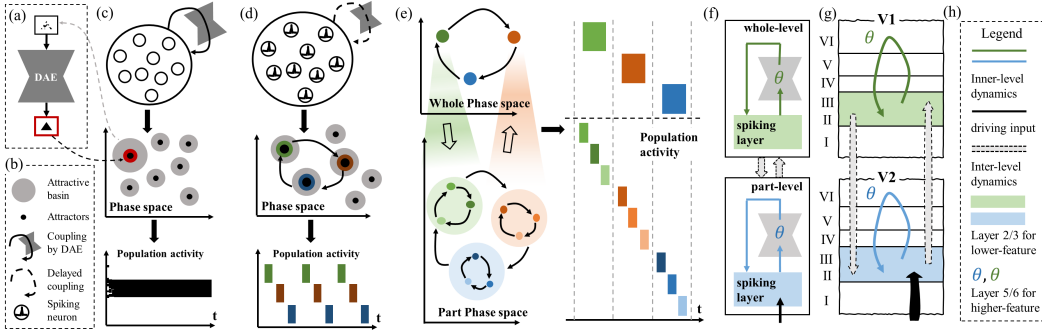 (a)
DAE
(b)
Attractive
basin
Attractors
Coupling
by DAE
Delayed
coupling
Spiking
neuron
(c)
Phase space
Population activity
t
(d)
Phase space
Population activity
t
(e)
Whole Phase space
Part Phase space
Population
activity
t
(f)
whole-level
θ
spiking
layer
part-level
θ
spiking
layer
(g)
V1
VI
V
IV
III
II
I
θ
V2
VI
V
IV
III
II
I
θ
(h)
Legend
Inner-level
dynamics
driving input
Inter-level
dynamics
Layer 2/3 for
lower-feature
θ, θ
Layer 5/6 for
higher-feature